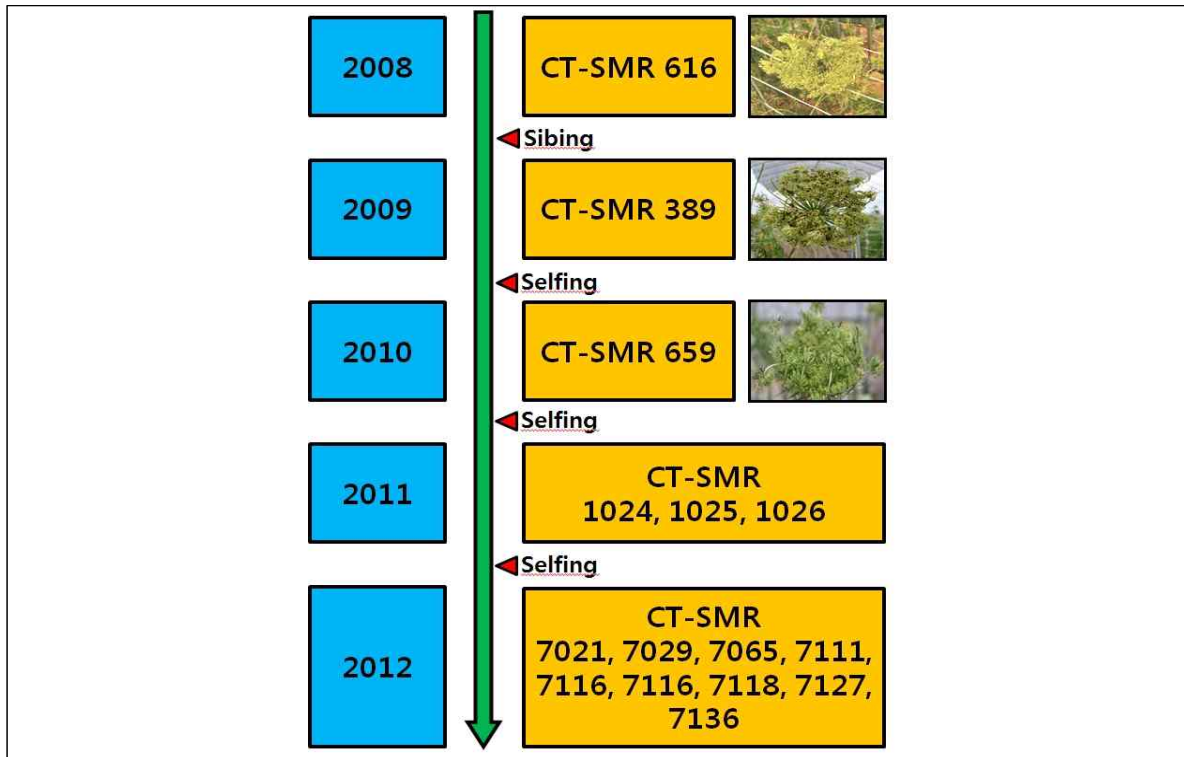 2008
CT-SMR 616
Sibing
2009
CT-SMR 389
Selfing
2010
CT-SMR 659
Selfing
2011
CT-SMR
1024, 1025, 1026
Selfing
2012
CT-SMR
7021, 7029, 7065, 7111,
7116, 7116, 7118, 7127,
7136